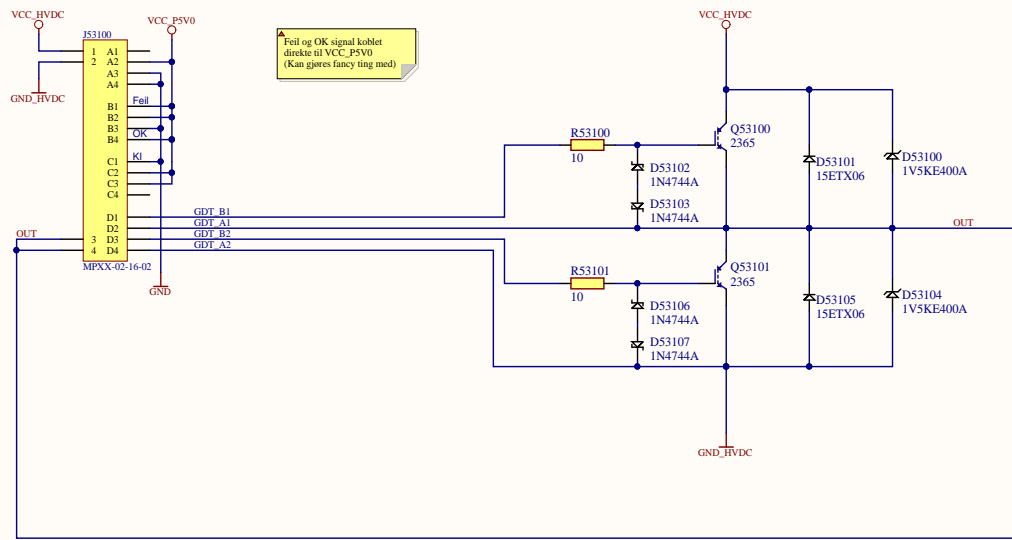 VCC_HVDC
J53100
VCC_P5V0
1
2
3
4
A1
A2
A3
A4
B1
B2
B3
B4
C1
C2
C3
C4
D1
D2
D3
D4
Feil
OK
KI
GND_HVDC
OUT
MPXX-02-16-02
GND
Feil og OK signal koblet
direkte til VCC_P5V0
(Kan gjøres fancy ting med)
GDT_B1
GDT_A1
GDT_B2
GDT_A2
VCC_HVDC
R53100
10
Q53100
2365
D53102
1N4744A
D53103
1N4744A
D53101
15ETX06
D53100
1V5KE400A
OUT
R53101
10
Q53101
2365
D53106
1N4744A
D53107
1N4744A
D53105
15ETX06
D53104
1V5KE400A
GND_HVDC